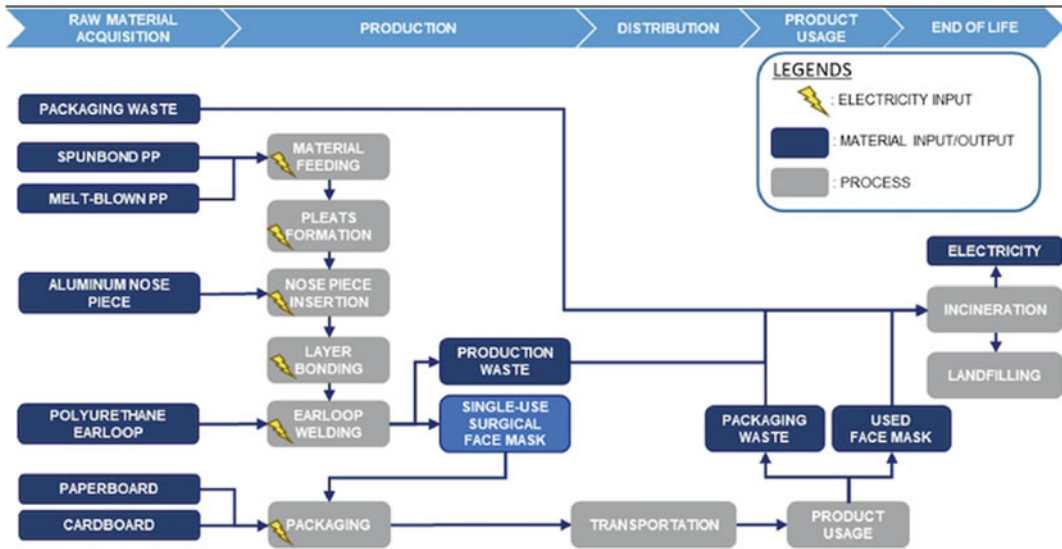 RAW MATERIAL
ACQUISITION
PRODUCTION
DISTRIBUTION
PRODUCT
USAGE
END OF LIFE
LEGENDS
: ELECTRICITY INPUT
: MATERIAL INPUT/OUTPUT
: PROCESS
PACKAGING WASTE
SPUNBOND PP
MELT-BLOWN PP
MATERIAL
FEEDING
PLEATS
FORMATION
ALUMINUM NOSE
PIECE
NOSE PIECE
INSERTION
LAYER
BONDING
POLYURETHANE
EARLOOP
EARLOOP
WELDING
PRODUCTION
WASTE
SINGLE-USE
SURGICAL
FACE MASK
PAPERBOARD
CARDBOARD
PACKAGING
TRANSPORTATION
PRODUCT
USAGE
PACKAGING
WASTE
USED
FACE MASK
ELECTRICITY
INCINERATION
LANDFILLING